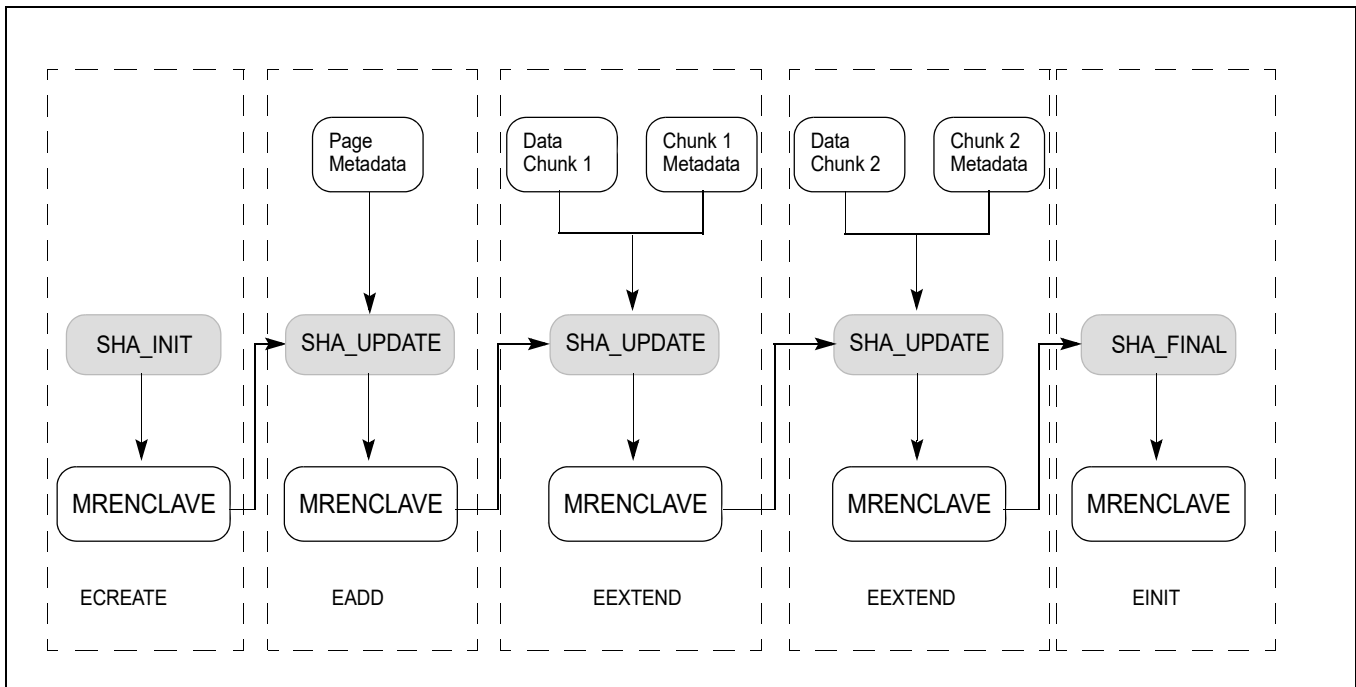 Page
Metadata
Data
Chunk 1
Chunk 1
Metadata
Data
Chunk 2
Chunk 2
Metadata
SHA_INIT
SHA_UPDATE
SHA_UPDATE
SHA_UPDATE
SHA_FINAL
MRENCLAVE
MRENCLAVE
MRENCLAVE
MRENCLAVE
MRENCLAVE
ECREATE
EADD
EEXTEND
EEXTEND
EINIT